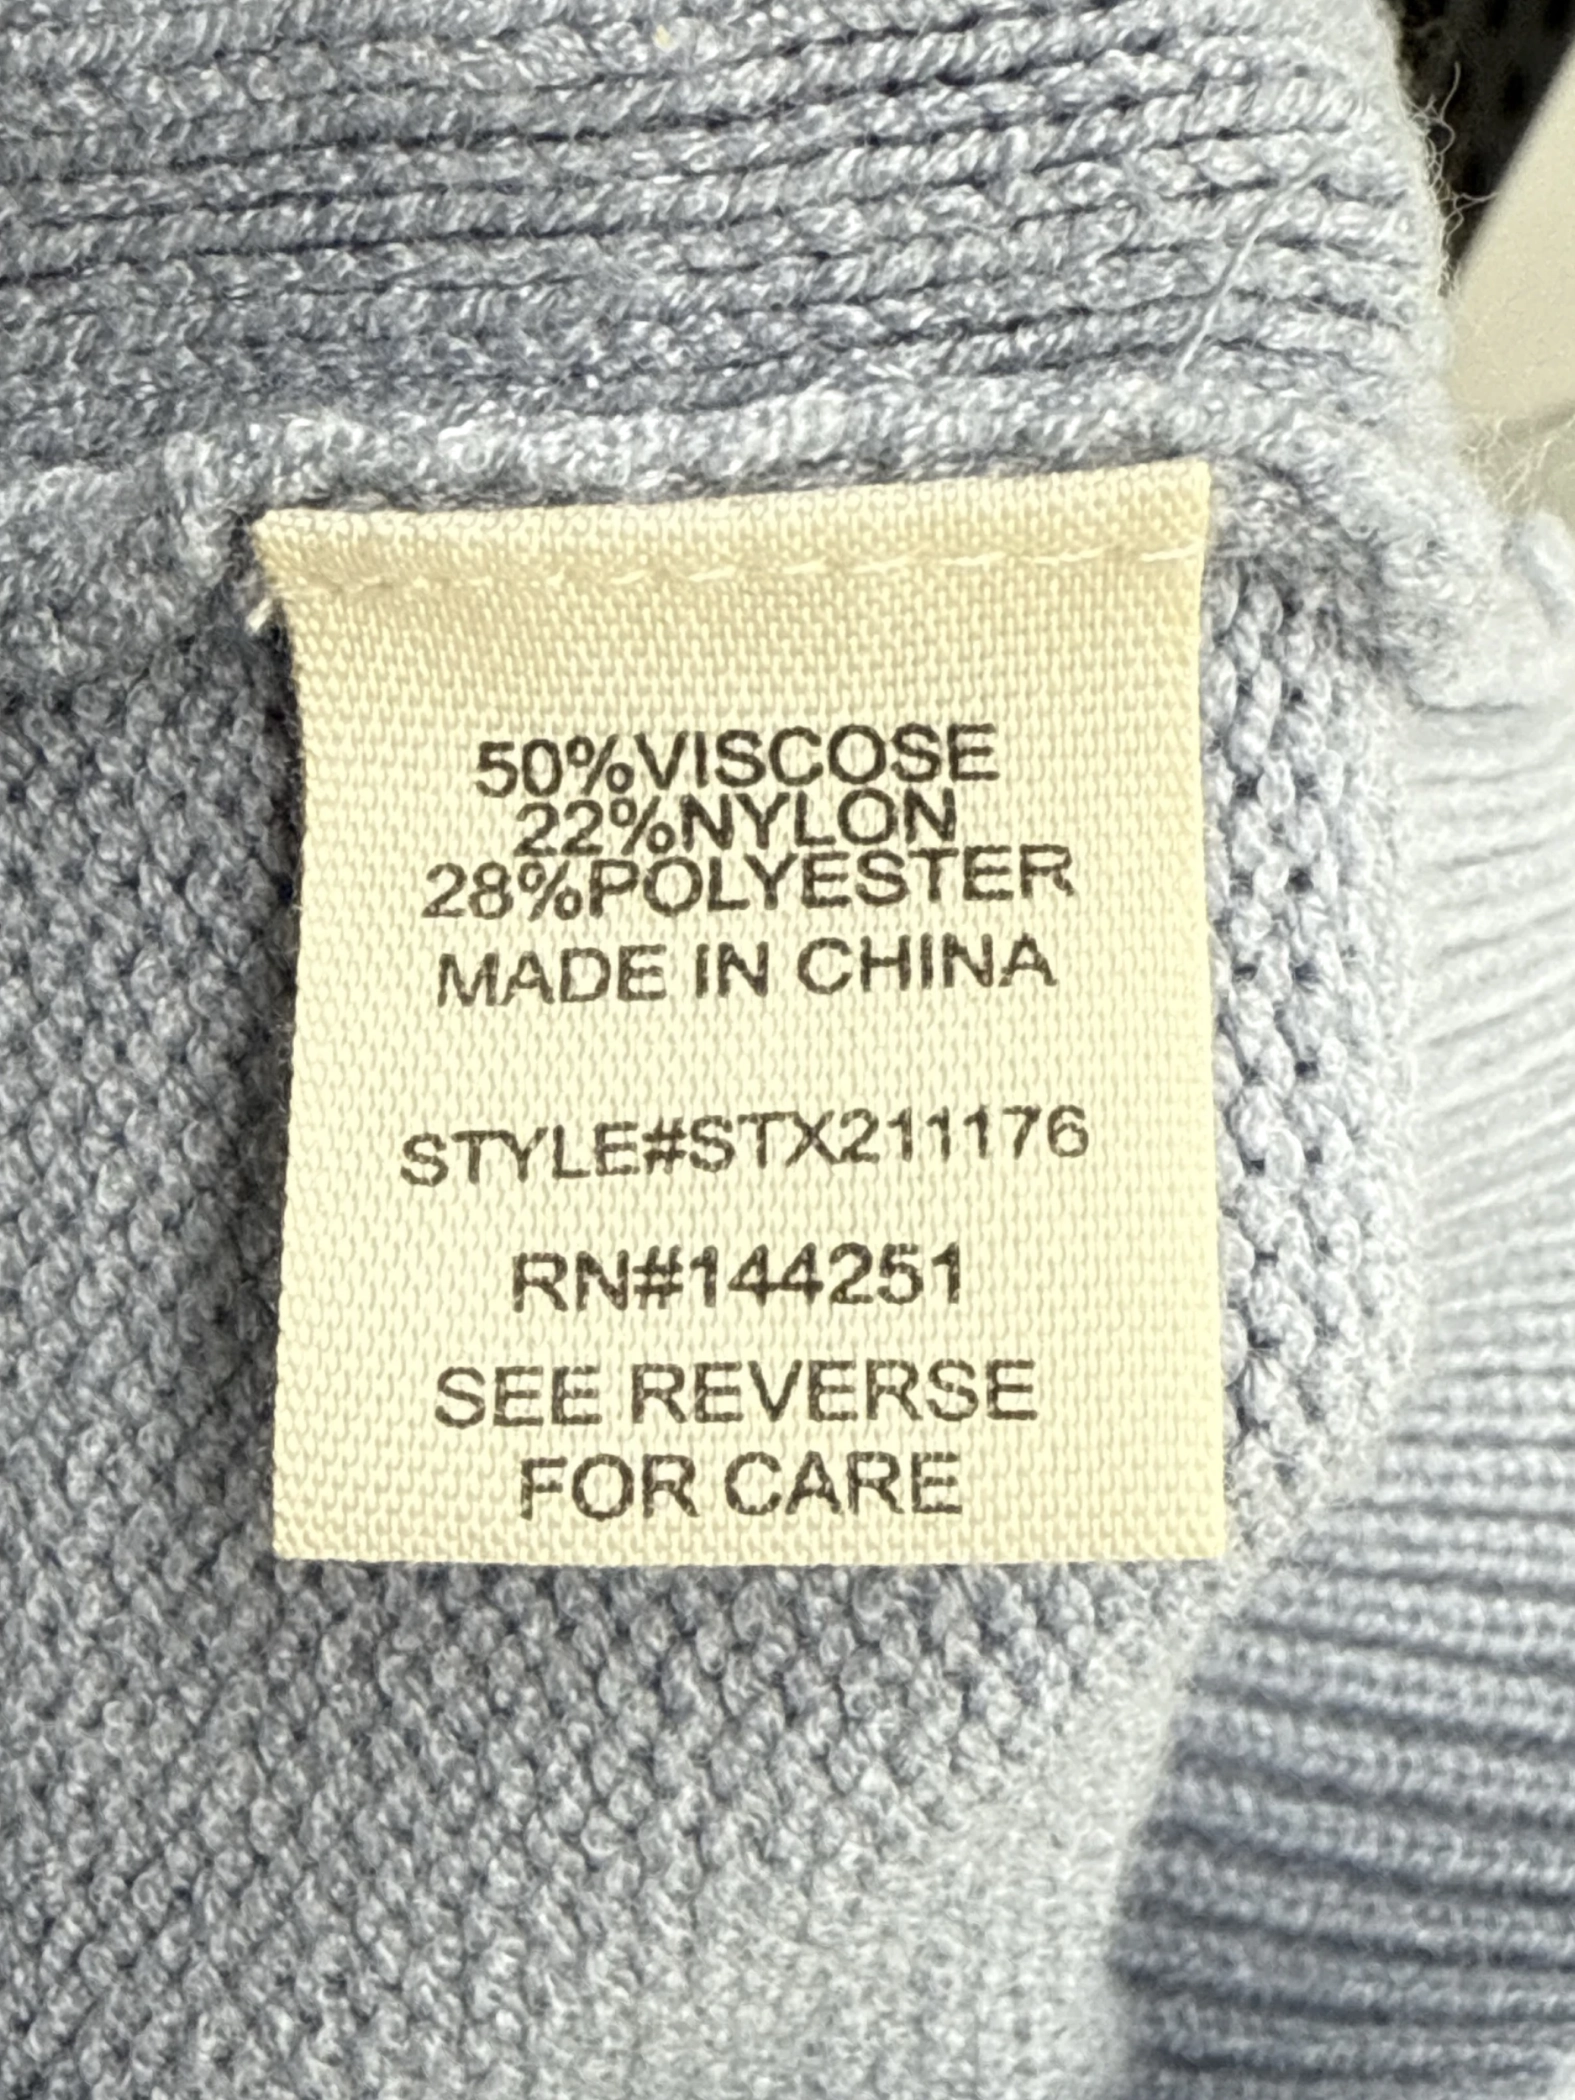 50%VISCOSE
22%NYLON
28%POLYESTER
MADE IN CHINA
STYLE#STX211176
RN#144251
SEE REVERSE
FOR CARE